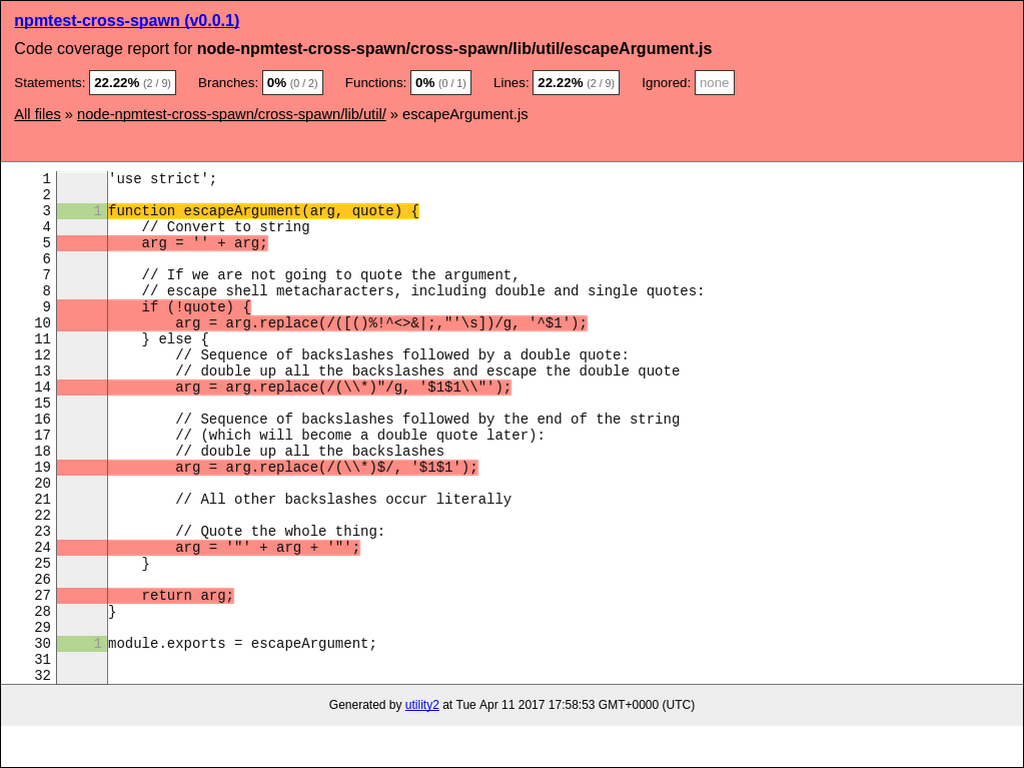 npmtest-cross-spawn (v0.0.1)
Code coverage report for node-npmtest-cross-spawn/cross-spawn/lib/util/escapeArgument.js
Statements: 22.22% (2 / 9) Branches: 0% (0 / 2) Functions: 0% (0 / 1) Lines: 22.22% (2 / 9) Ignored: none
All files » node-npmtest-cross-spawn/cross-spawn/lib/util/ » escapeArgument.js
1 'use strict';
2
3 1 function escapeArgument(arg, quote) {
4     // Convert to string
5     arg = '' + arg;
6
7     // If we are not going to quote the argument,
8     // escape shell metacharacters, including double and single quotes:
9     if (!quote) {
10         arg = arg.replace(/([()%!^<>&|;,"'\s])/g, '^$1');
11     } else {
12         // Sequence of backslashes followed by a double quote:
13         // double up all the backslashes and escape the double quote
14         arg = arg.replace(/(\\*)"/g, '$1$1\\"');
15
16         // Sequence of backslashes followed by the end of the string
17         // (which will become a double quote later):
18         // double up all the backslashes
19         arg = arg.replace(/(\\*)$/, '$1$1');
20
21         // All other backslashes occur literally
22
23         // Quote the whole thing:
24         arg = '"' + arg + '"';
25     }
26
27     return arg;
28 }
29
30 1 module.exports = escapeArgument;
31
32
Generated by utility2 at Tue Apr 11 2017 17:58:53 GMT+0000 (UTC)